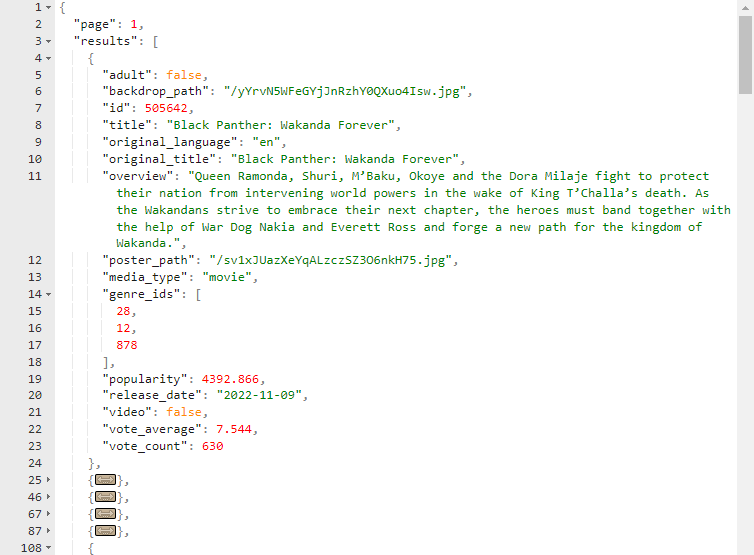 1 {
2 "page": 1,
3 "results": [
4 {
5 "adult": false,
6 "backdrop_path": "/yYrvN5WFeGYjJnRzhY0QXuo4Isw.jpg",
7 "id": 505642,
8 "title": "Black Panther: Wakanda Forever",
9 "original_language": "en",
10 "original_title": "Black Panther: Wakanda Forever",
11 "overview": "Queen Ramonda, Shuri, M’Baku, Okoye and the Dora Milaje fight to protect
their nation from intervening world powers in the wake of King T’Challa’s death. As
the Wakandans strive to embrace their next chapter, the heroes must band together with
the help of War Dog Nakia and Everett Ross and forge a new path for the kingdom of
Wakanda.",
12 "poster_path": "/sv1xJUazXeYqALzczSZ3O6nkH75.jpg",
13 "media_type": "movie",
14 "genre_ids": [
15 28,
16 12,
17 878
18 ],
19 "popularity": 4392.866,
20 "release_date": "2022-11-09",
21 "video": false,
22 "vote_average": 7.544,
23 "vote_count": 630
24 },
25 {},
46 {},
67 {},
87 {},
108 {